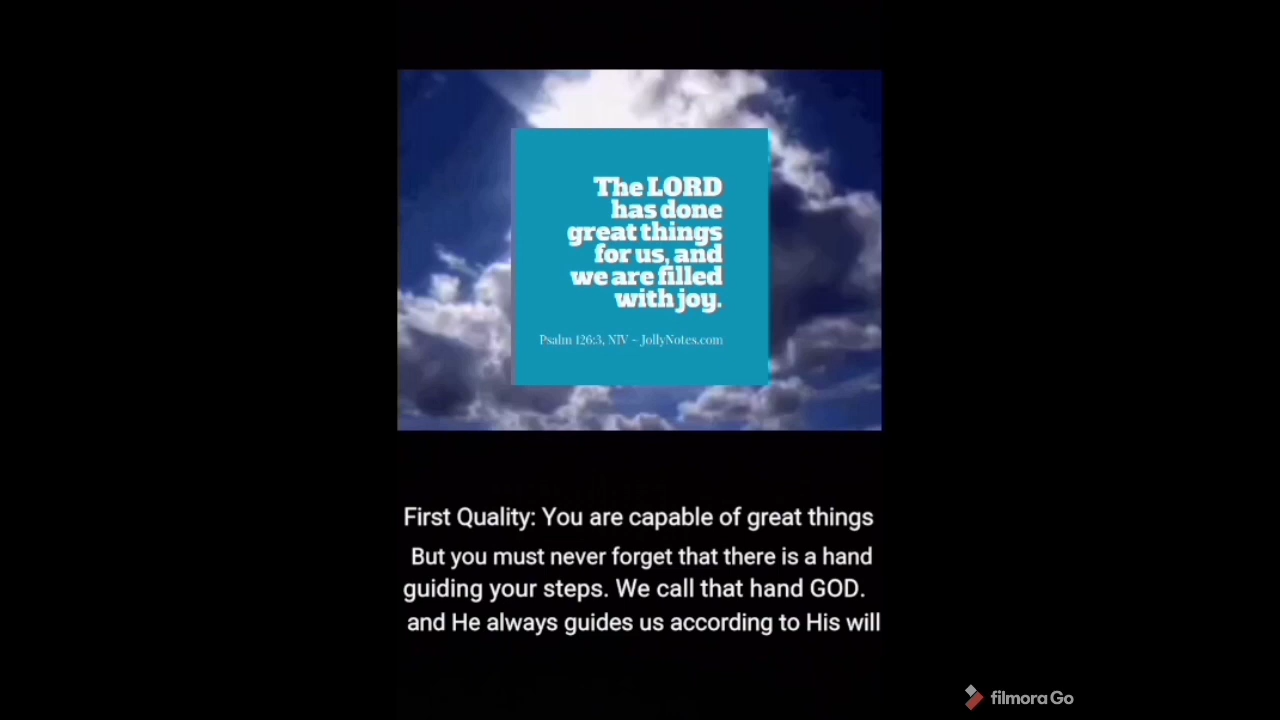 The LORD
has done
great things
for us, and
we are filled
with joy.
Psalm 126:3, NIV ~ JollyNotes.com
First Quality: You are capable of great things
But you must never forget that there is a hand
guiding your steps. We call that hand GOD.
and He always guides us according to His will
filmora Go